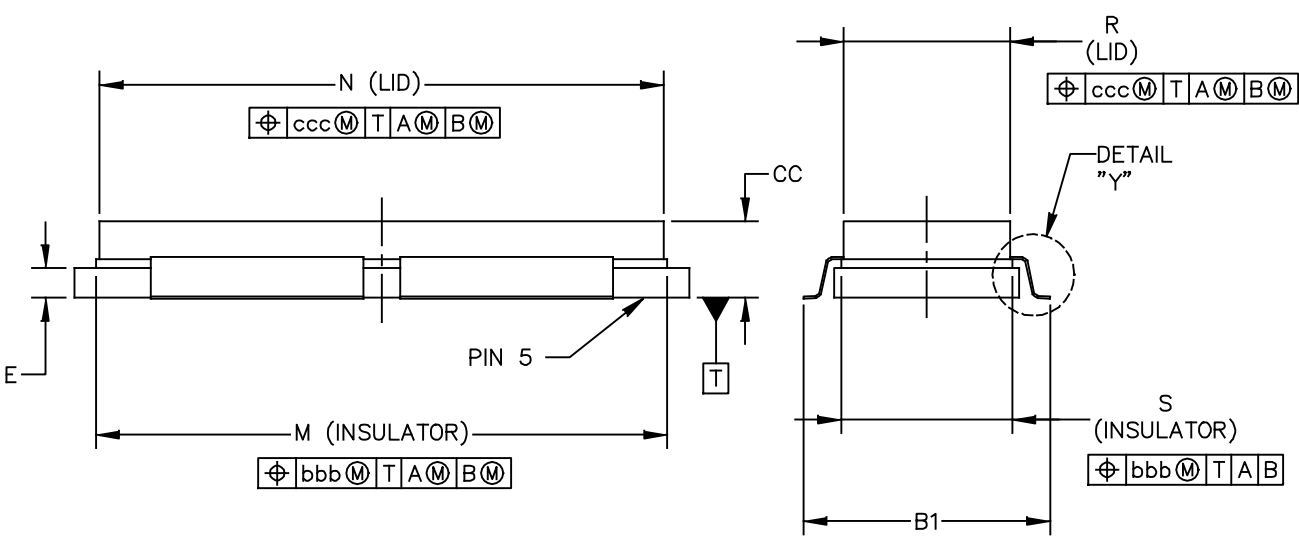 R
(LID)
⌖ ccc Ⓜ T A Ⓜ B Ⓜ
N (LID)
⌖ ccc Ⓜ T A Ⓜ B Ⓜ
DETAIL
"Y"
CC
PIN 5
E
T
M (INSULATOR)
⌖ bbb Ⓜ T A Ⓜ B Ⓜ
S
(INSULATOR)
⌖ bbb Ⓜ T A B
B1